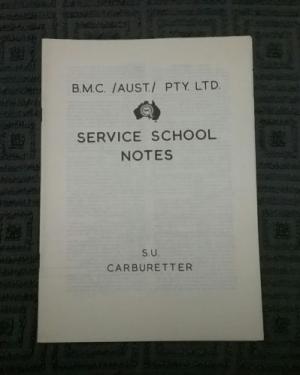 B.M.C. /AUST./ PTY. LTD.
SERVICE SCHOOL
NOTES
S.U.
CARBURETTER